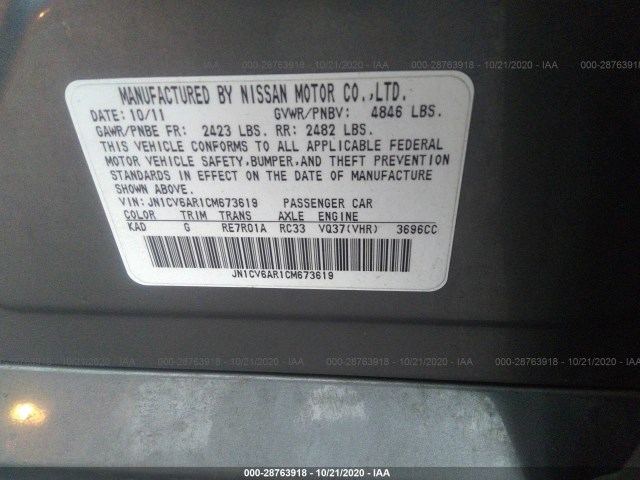 MANUFACTURED BY NISSAN MOTOR CO.,LTD.
DATE: 10/11 GVWR/PNBV: 4846 LBS.
GAWR/PNBE FR: 2423 LBS. RR: 2482 LBS.
THIS VEHICLE CONFORMS TO ALL APPLICABLE FEDERAL
MOTOR VEHICLE SAFETY,BUMPER,AND THEFT PREVENTION
STANDARDS IN EFFECT ON THE DATE OF MANUFACTURE
SHOWN ABOVE.
VIN: JN1CV6AR1CM673619 PASSENGER CAR
COLOR TRIM TRANS AXLE ENGINE
KAD G RE7R01A RC33 VQ37(VHR) 3696CC
JN1CV6AR1CM673619
000-28763918 - 10/21/2020 - IAA